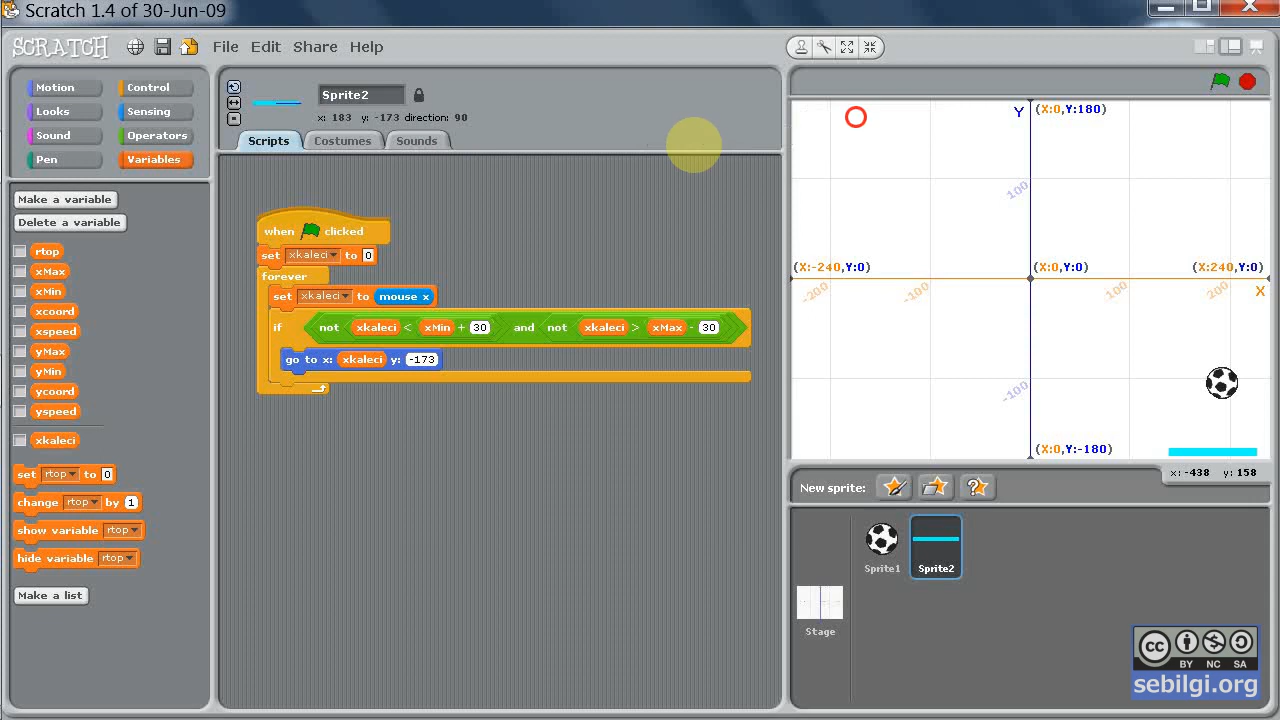 Scratch 1.4 of 30-Jun-09
SCRATCH File Edit Share Help
Motion Control
Looks Sensing
Sound Operators
Pen Variables
Make a variable
Delete a variable
rtop
xMax
xMin
xcoord
xspeed
yMax
yMin
ycoord
yspeed
xkaleci
set rtop to 0
change rtop by 1
show variable rtop
hide variable rtop
Make a list
Sprite2
x: 183 y: -173 direction: 90
Scripts Costumes Sounds
when clicked
set xkaleci to 0
forever
set xkaleci to mouse x
if not xkaleci < xMin + 30 and not xkaleci > xMax - 30
go to x: xkaleci y: -173
Y (X:0,Y:180)
100
(X:-240,Y:0) (X:0,Y:0) (X:240,Y:0)
-200 -100 100 200 X
-100
(X:0,Y:-180)
x: -438 y: 158
New sprite:
Sprite1 Sprite2
Stage
cc BY NC SA
sebilgi.org